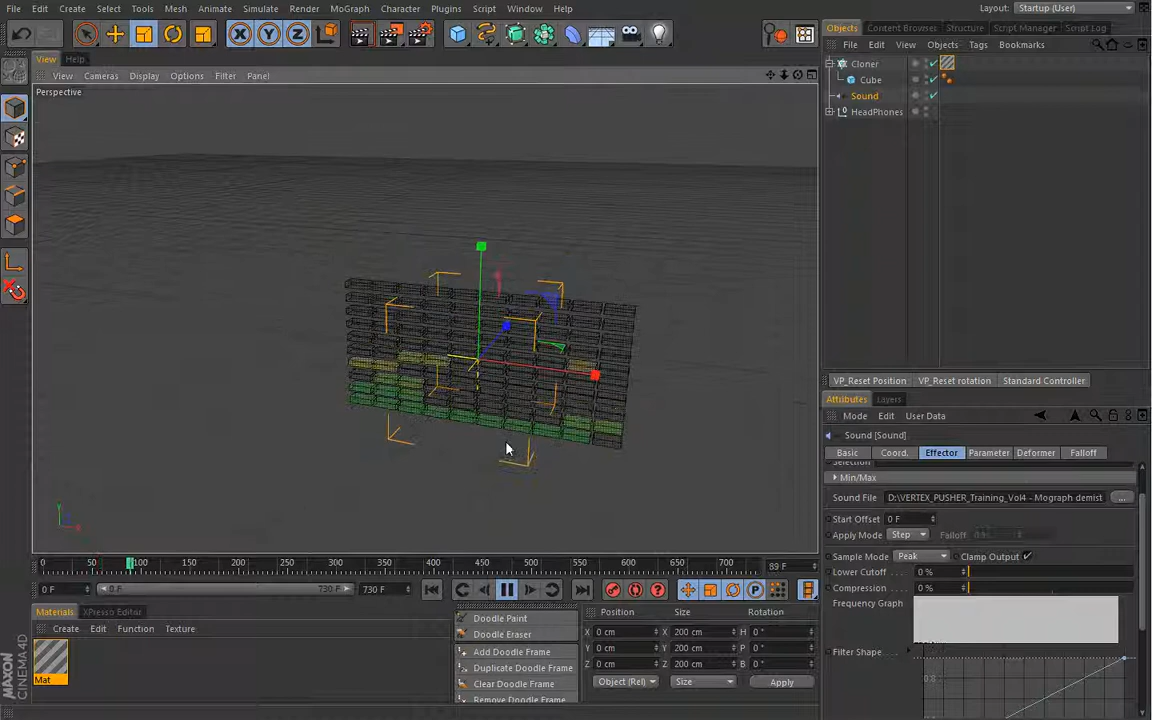 File Edit Create Select Tools Mesh Animate Simulate Render MoGraph Character Plugins Script Window Help
Layout: Startup (User)
Objects Content Browser Structure Script Manager Script Log
File Edit View Objects Tags Bookmarks
Cloner
Cube
Sound
HeadPhones
View Help
View Cameras Display Options Filter Panel
Perspective
X Y Z
Y
X
VP_Reset Position VP_Reset rotation Standard Controller
Attributes Layers
Mode Edit User Data
Sound [Sound]
Basic Coord. Effector Parameter Deformer Falloff
Selection
Min/Max
Sound File D:\VERTEX_PUSHER_Training_Vol4 - Mograph demist
Start Offset 0 F
Apply Mode Step Falloff
Sample Mode Peak Clamp Output
Lower Cutoff . . . 0 %
Compression . . . 0 %
Frequency Graph
Filter Shape . . .
0.8
0 50 100 150 200 250 300 350 400 450 500 550 600 650 700
89 F
0 F 0 F 730 F 730 F
Materials XPresso Editor
Create Edit Function Texture
Mat
Doodle Paint
Doodle Eraser
Add Doodle Frame
Duplicate Doodle Frame
Clear Doodle Frame
Remove Doodle Frame
Position Size Rotation
X 0 cm X 200 cm H 0 °
Y 0 cm Y 200 cm P 0 °
Z 0 cm Z 200 cm B 0 °
Object (Rel) Size Apply
MAXON
CINEMA 4D